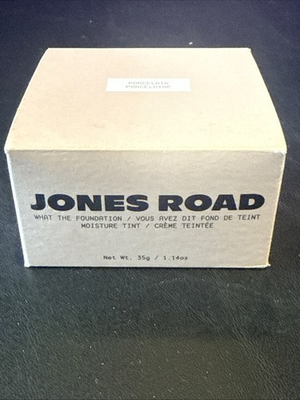 PORCELAIN
PORCELAINE
JONES ROAD
WHAT THE FOUNDATION / VOUS AVEZ DIT FOND DE TEINT
MOISTURE TINT / CRÈME TEINTÉE
Net Wt. 35g / 1.14oz